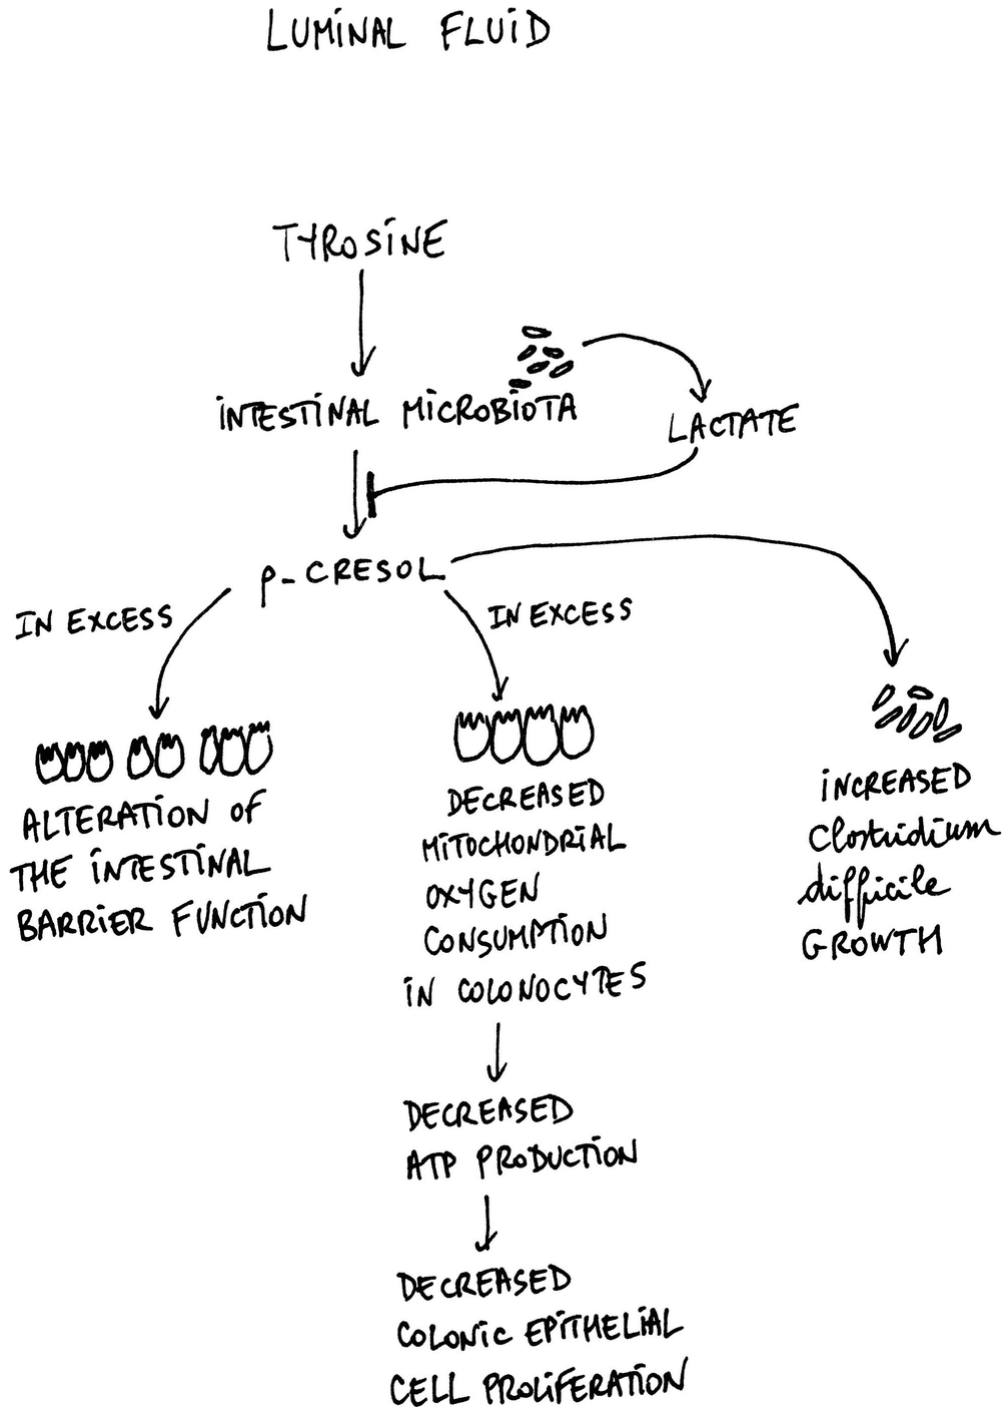 LUMINAL FLUID
TYROSINE
INTESTINAL MICROBIOTA
LACTATE
p-CRESOL
IN EXCESS
IN EXCESS
ALTERATION OF
THE INTESTINAL
BARRIER FUNCTION
DECREASED
MITOCHONDRIAL
OXYGEN
CONSUMPTION
IN COLONOCYTES
INCREASED
Clostridium
difficile
GROWTH
DECREASED
ATP PRODUCTION
DECREASED
COLONIC EPITHELIAL
CELL PROLIFERATION